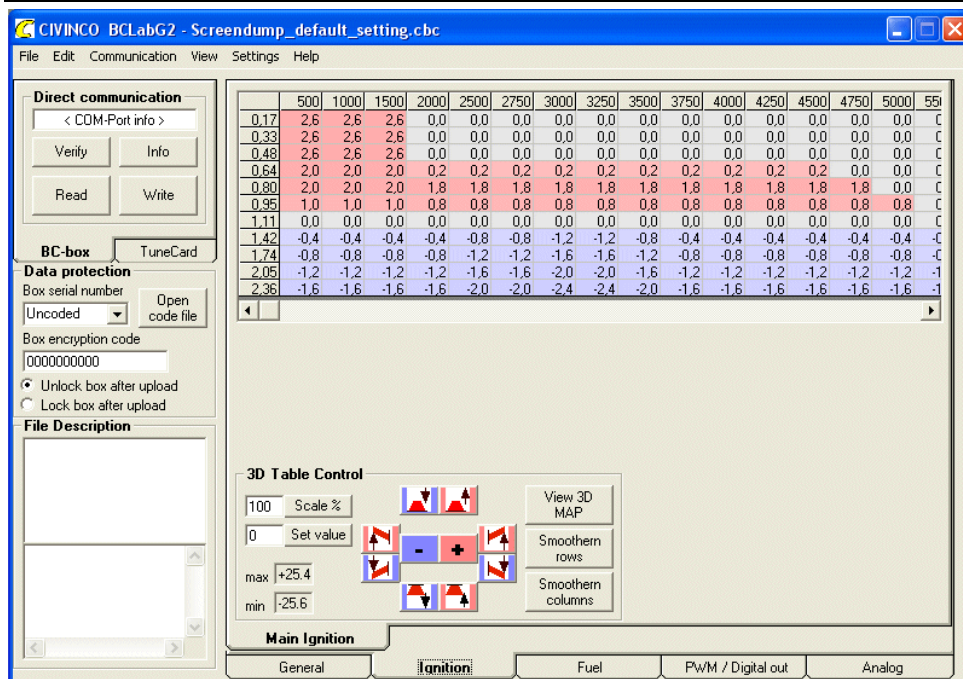 CIVINCO BCLabG2 - Screendump_default_setting.cbc
File Edit Communication View Settings Help
Direct communication
< COM-Port info >
Verify Info
Read Write
BC-box TuneCard
Data protection
Box serial number
Uncoded
Open
code file
Box encryption code
0000000000
Unlock box after upload
Lock box after upload
File Description
500 1000 1500 2000 2500 2750 3000 3250 3500 3750 4000 4250 4500 4750 5000
0,17 2,6 2,6 2,6 0,0 0,0 0,0 0,0 0,0 0,0 0,0 0,0 0,0 0,0 0,0 0,0
0,33 2,6 2,6 2,6 0,0 0,0 0,0 0,0 0,0 0,0 0,0 0,0 0,0 0,0 0,0 0,0
0,48 2,6 2,6 2,6 0,0 0,0 0,0 0,0 0,0 0,0 0,0 0,0 0,0 0,0 0,0 0,0
0,64 2,0 2,0 2,0 0,2 0,2 0,2 0,2 0,2 0,2 0,2 0,2 0,2 0,2 0,0 0,0
0,80 2,0 2,0 2,0 1,8 1,8 1,8 1,8 1,8 1,8 1,8 1,8 1,8 1,8 1,8 0,0
0,95 1,0 1,0 1,0 0,8 0,8 0,8 0,8 0,8 0,8 0,8 0,8 0,8 0,8 0,8 0,8
1,11 0,0 0,0 0,0 0,0 0,0 0,0 0,0 0,0 0,0 0,0 0,0 0,0 0,0 0,0 0,0
1,42 -0,4 -0,4 -0,4 -0,4 -0,8 -0,8 -1,2 -1,2 -0,8 -0,4 -0,4 -0,4 -0,4 -0,4 -0,4
1,74 -0,8 -0,8 -0,8 -0,8 -1,2 -1,2 -1,6 -1,6 -1,2 -0,8 -0,8 -0,8 -0,8 -0,8 -0,8
2,05 -1,2 -1,2 -1,2 -1,2 -1,6 -1,6 -2,0 -2,0 -1,6 -1,2 -1,2 -1,2 -1,2 -1,2 -1,2
2,36 -1,6 -1,6 -1,6 -1,6 -2,0 -2,0 -2,4 -2,4 -2,0 -1,6 -1,6 -1,6 -1,6 -1,6 -1,6
3D Table Control
100 Scale %
0 Set value
max +25.4
min -25.6
- +
View 3D
MAP
Smoothern
rows
Smoothern
columns
Main Ignition
General Ignition Fuel PWM / Digital out Analog